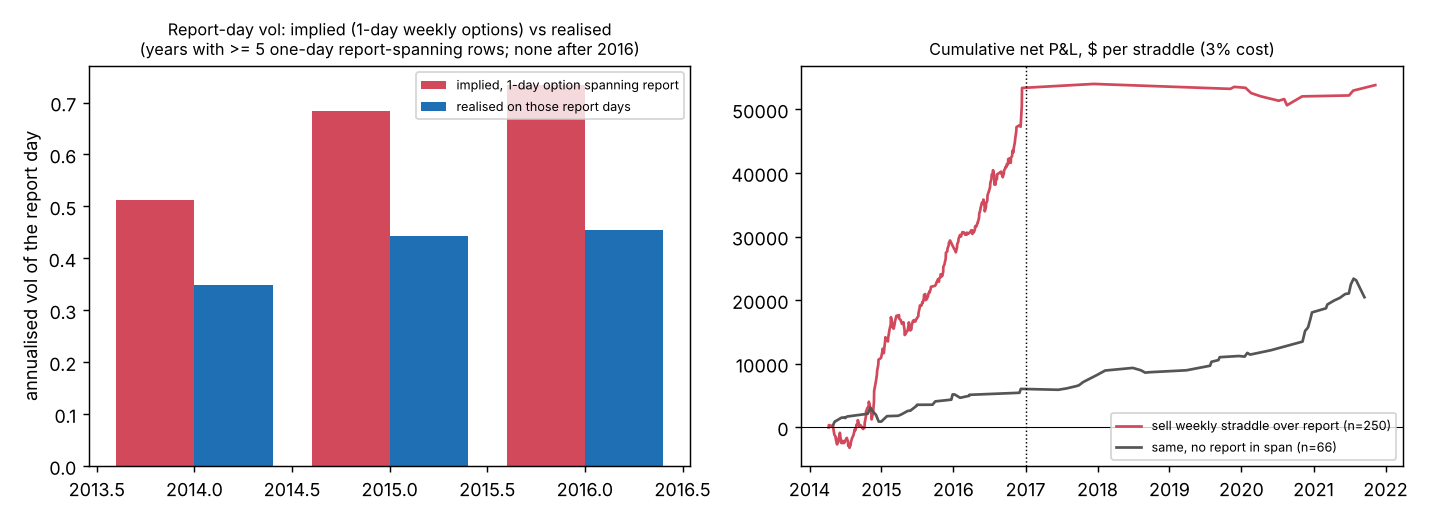 Report-day vol: implied (1-day weekly options) vs realised
(years with >= 5 one-day report-spanning rows; none after 2016)
annualised vol of the report day
0.7
0.6
0.5
0.4
0.3
0.2
0.1
0.0
implied, 1-day option spanning report
realised on those report days
2013.5 2014.0 2014.5 2015.0 2015.5 2016.0 2016.5
Cumulative net P&L, $ per straddle (3% cost)
50000
40000
30000
20000
10000
0
sell weekly straddle over report (n=250)
same, no report in span (n=66)
2014 2015 2016 2017 2018 2019 2020 2021 2022